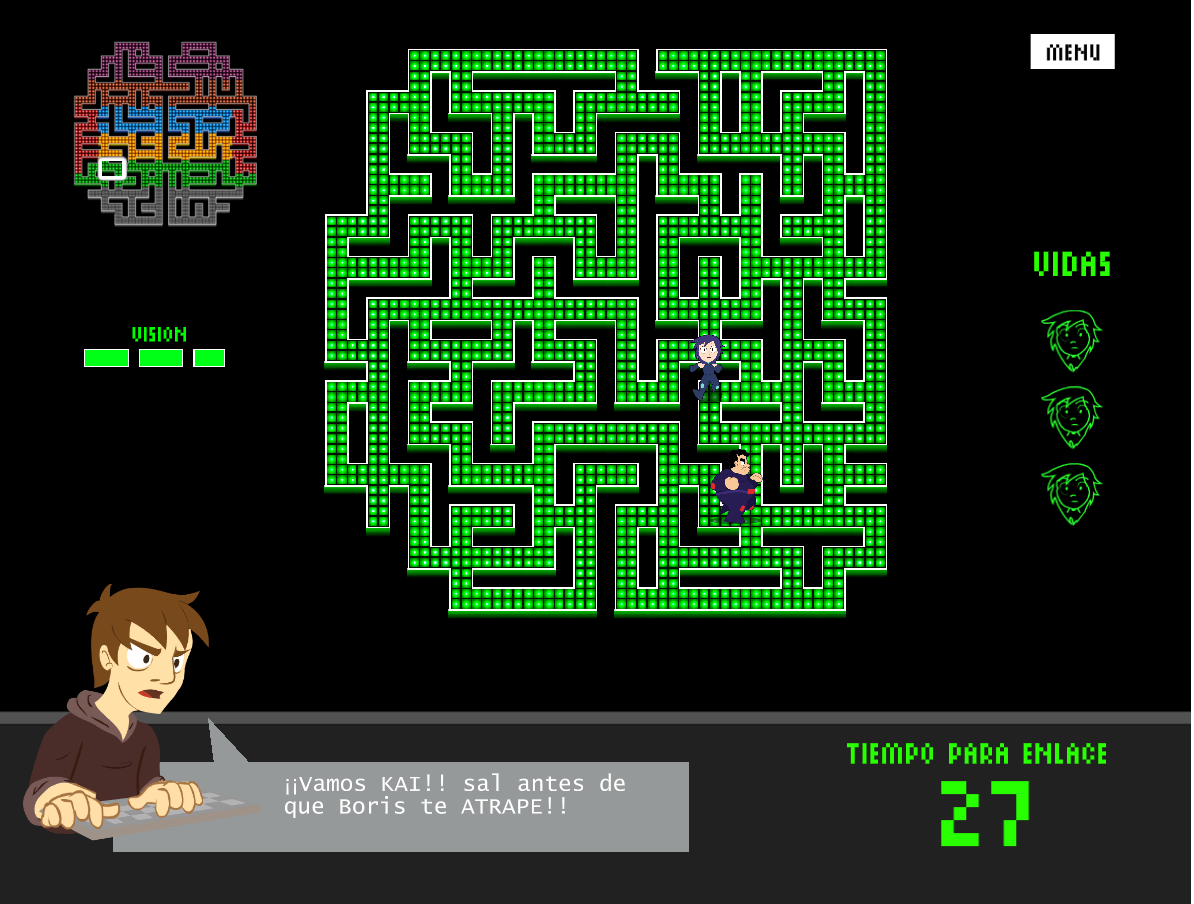 MENU
VISION
VIDAS
TIEMPO PARA ENLACE
27
¡¡Vamos KAI!! sal antes de
que Boris te ATRAPE!!